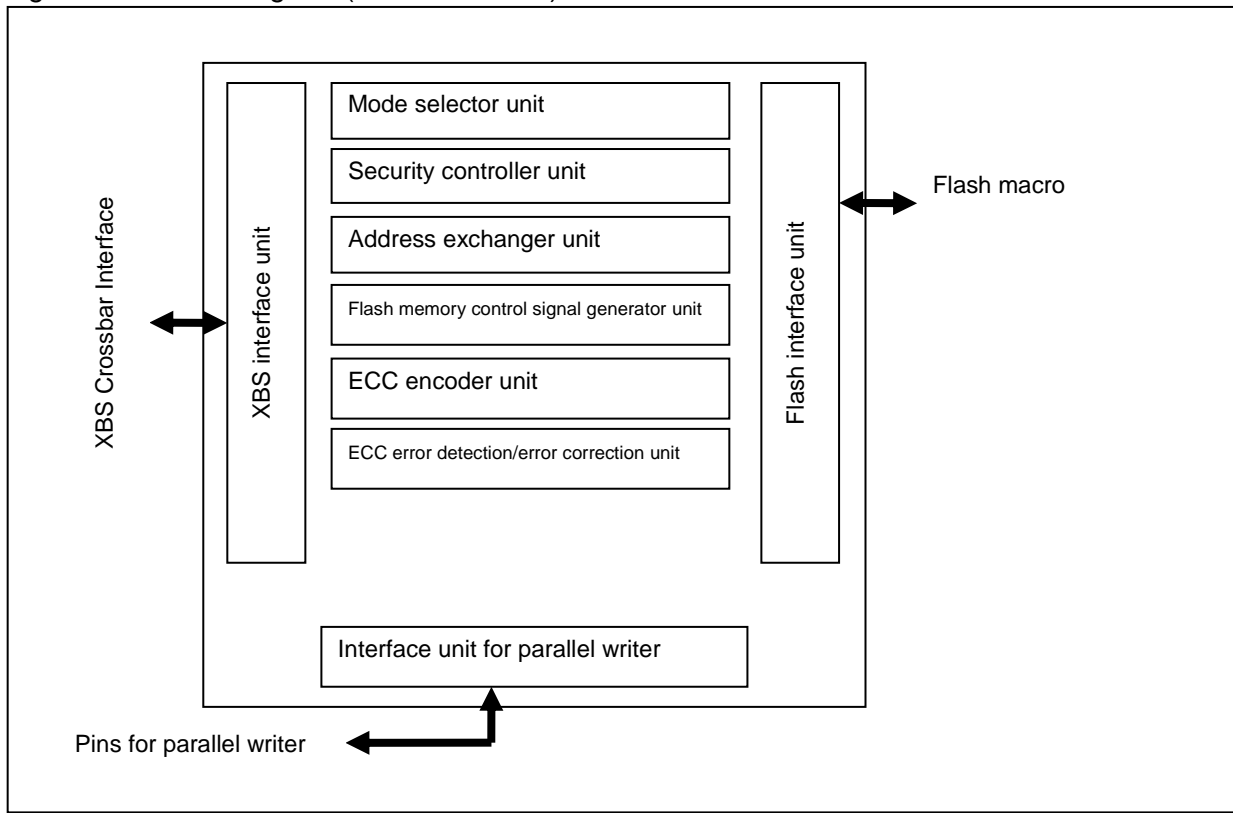 Mode selector unit
Security controller unit
Address exchanger unit
Flash memory control signal generator unit
ECC encoder unit
ECC error detection/error correction unit
XBS Crossbar Interface
XBS interface unit
Flash interface unit
Flash macro
Interface unit for parallel writer
Pins for parallel writer